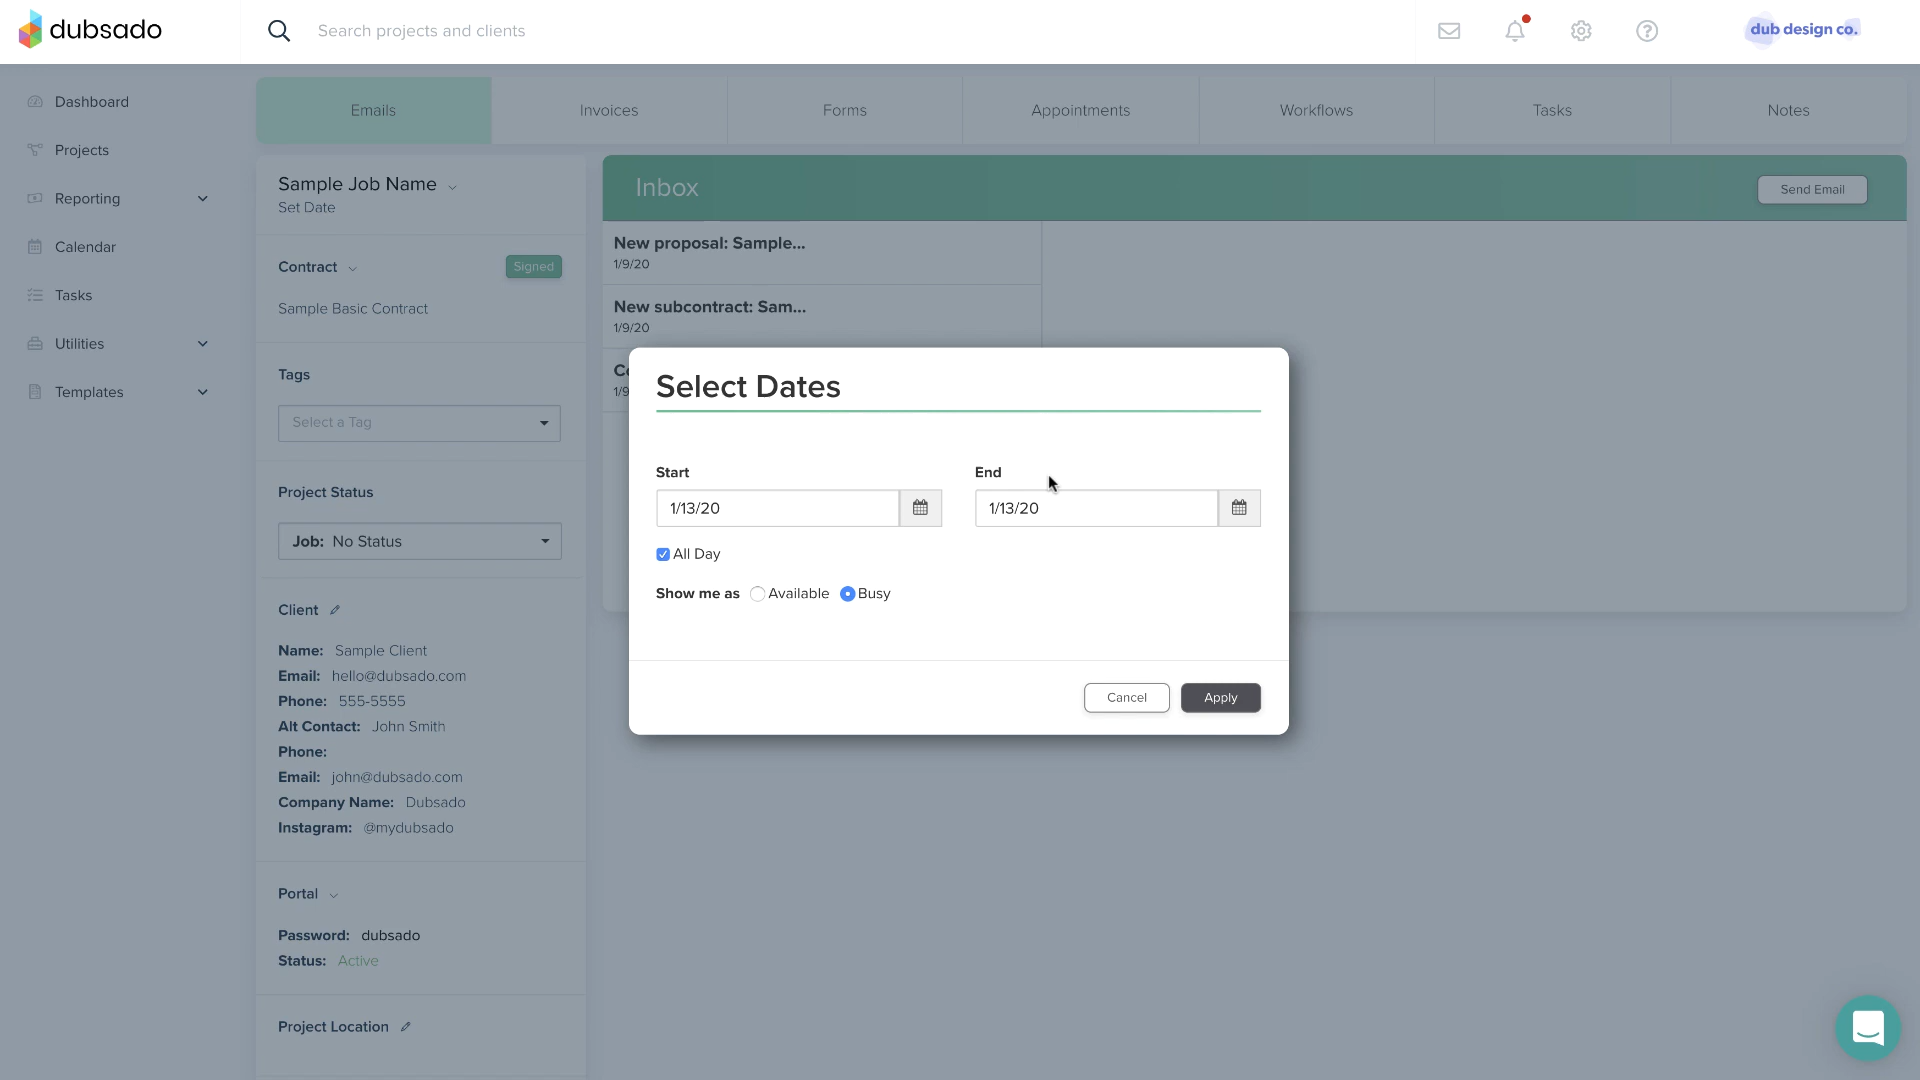 dubsado
Search projects and clients
dub design co.
Dashboard
Projects
Reporting
Calendar
Tasks
Utilities
Templates
Emails
Invoices
Forms
Appointments
Workflows
Tasks
Notes
Sample Job Name
Set Date
Contract
Signed
Sample Basic Contract
Tags
Select a Tag
Project Status
Job: No Status
Client
Name: Sample Client
Email: hello@dubsado.com
Phone: 555-5555
Alt Contact: John Smith
Phone:
Email: john@dubsado.com
Company Name: Dubsado
Instagram: @mydubsado
Portal
Password: dubsado
Status: Active
Project Location
Inbox
Send Email
New proposal: Sample...
1/9/20
New subcontract: Sam...
1/9/20
Select Dates
Start
End
1/13/20
1/13/20
All Day
Show me as Available Busy
Cancel
Apply